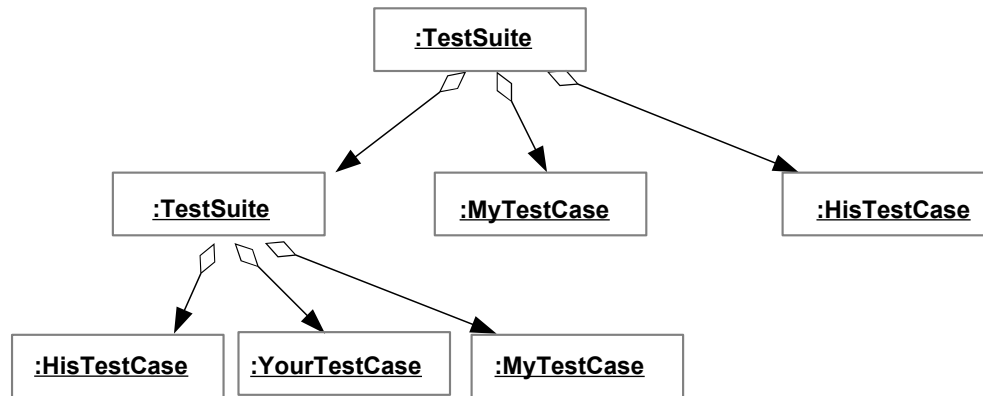 :TestSuite
:TestSuite
:MyTestCase
:HisTestCase
:HisTestCase
:YourTestCase
:MyTestCase